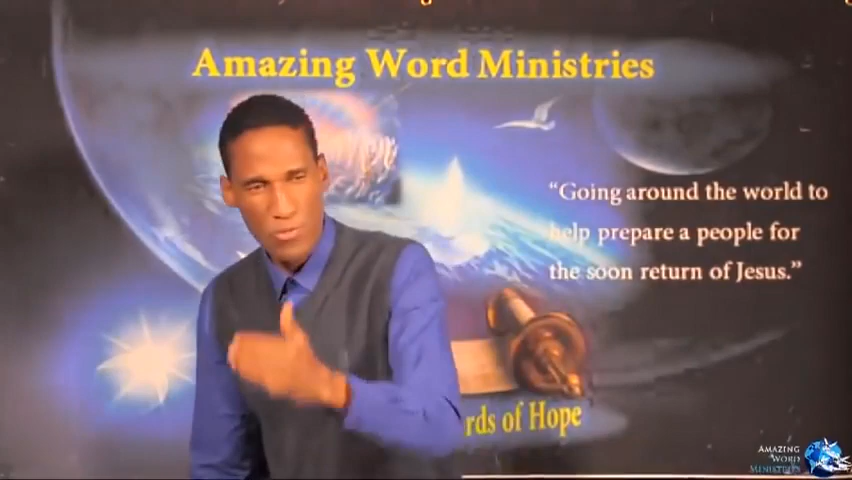 Amazing Word Ministries
“Going around the world to
help prepare a people for
the soon return of Jesus.”
rds of Hope
AMAZING
WORD
MINISTRIES